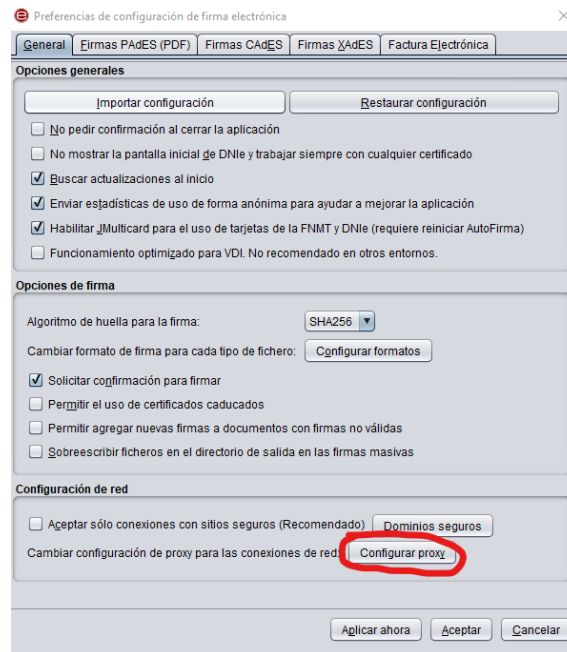 Preferencias de configuración de firma electrónica
General Firmas PAdES (PDF) Firmas CAdES Firmas XAdES Factura Electrónica
Opciones generales
Importar configuración Restaurar configuración
No pedir confirmación al cerrar la aplicación
No mostrar la pantalla inicial de DNIe y trabajar siempre con cualquier certificado
Buscar actualizaciones al inicio
Enviar estadísticas de uso de forma anónima para ayudar a mejorar la aplicación
Habilitar JMulticard para el uso de tarjetas de la FNMT y DNIe (requiere reiniciar AutoFirma)
Funcionamiento optimizado para VDI. No recomendado en otros entornos.
Opciones de firma
Algoritmo de huella para la firma: SHA256
Cambiar formato de firma para cada tipo de fichero: Configurar formatos
Solicitar confirmación para firmar
Permitir el uso de certificados caducados
Permitir agregar nuevas firmas a documentos con firmas no válidas
Sobreescribir ficheros en el directorio de salida en las firmas masivas
Configuración de red
Aceptar sólo conexiones con sitios seguros (Recomendado) Dominios seguros
Cambiar configuración de proxy para las conexiones de red: Configurar proxy
Aplicar ahora Aceptar Cancelar